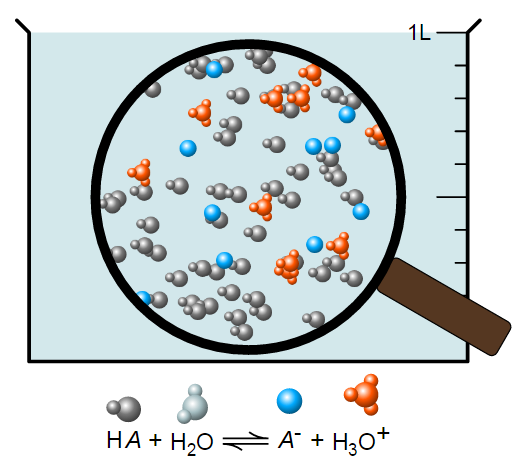 1L
HA + H₂O ⇌ A⁻ + H₃O⁺